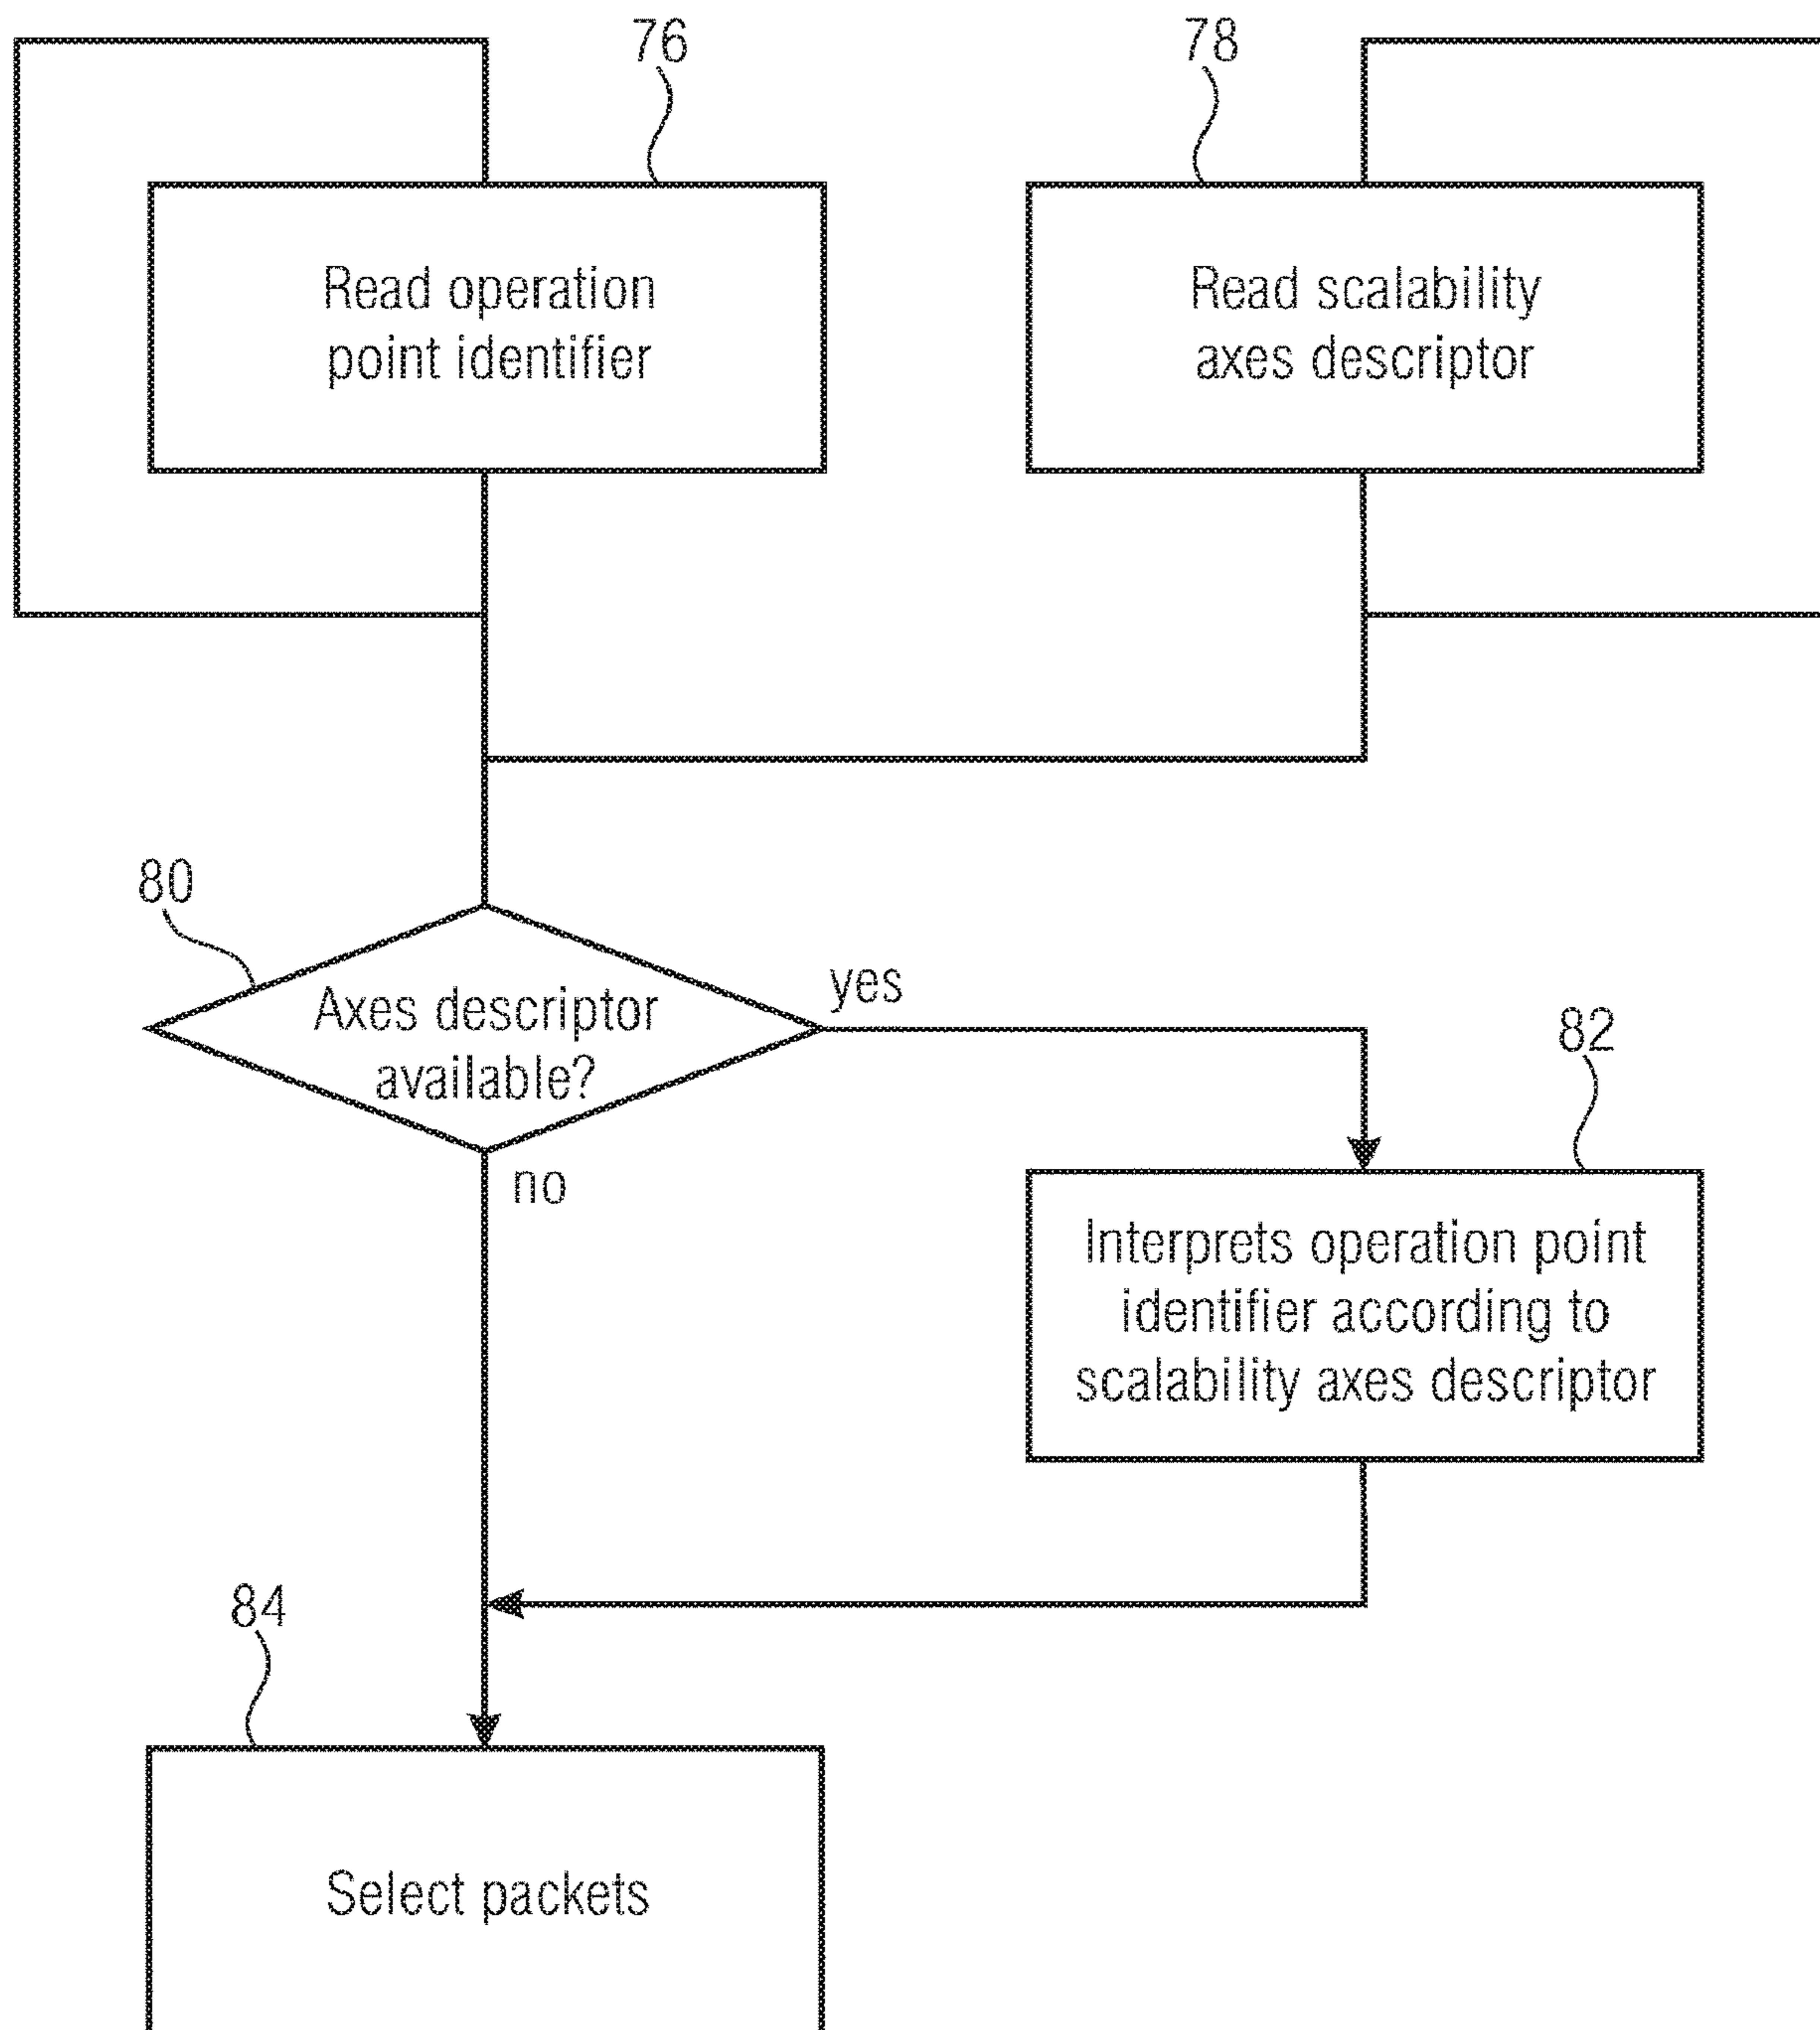 76
78
Read operation
point identifier
Read scalability
axes descriptor
80
Axes descriptor
available?
yes
no
82
Interprets operation point
identifier according to
scalability axes descriptor
84
Select packets